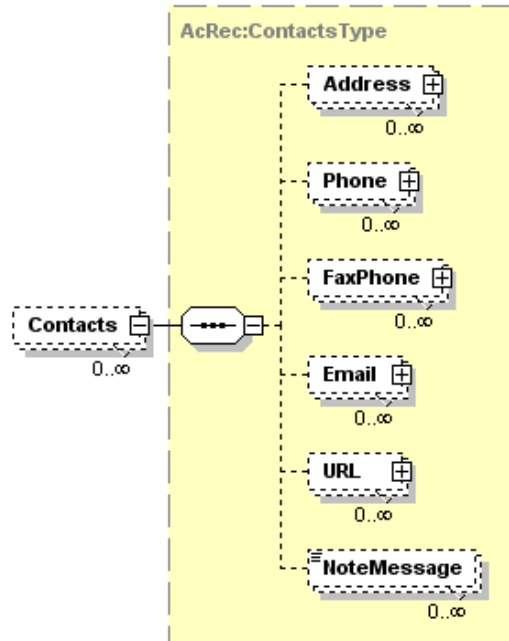 AcRec:ContactsType
Address
0..∞
Phone
0..∞
FaxPhone
0..∞
Contacts
0..∞
Email
0..∞
URL
0..∞
NoteMessage
0..∞